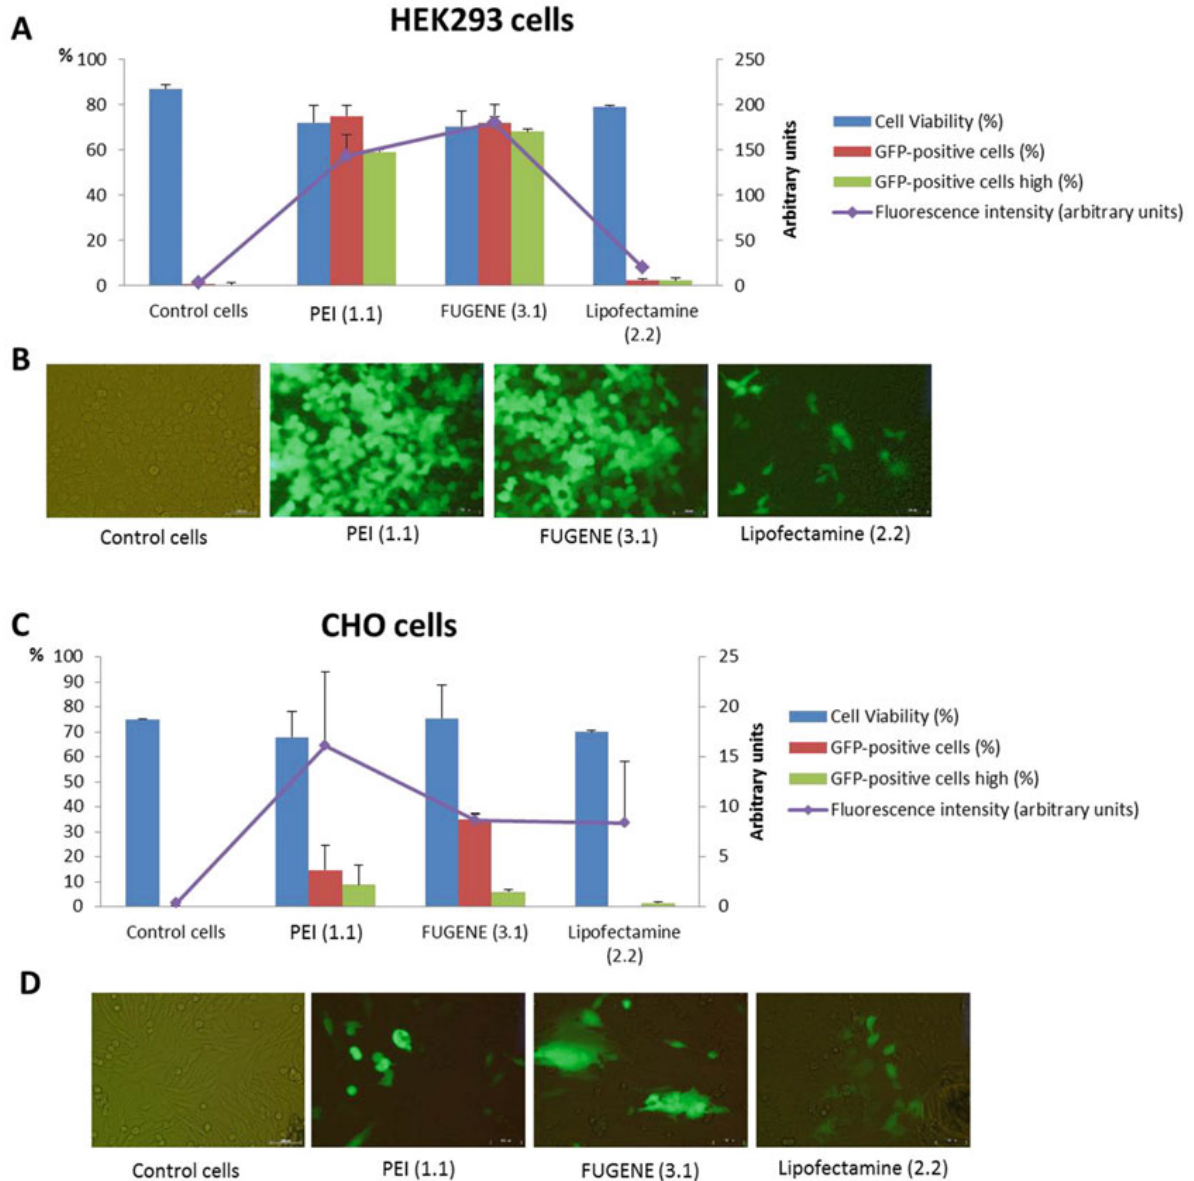 A
HEK293 cells
% 100
80
60
40
20
0
250
200
150
100
50
0
Arbitrary units
Cell Viability (%)
GFP-positive cells (%)
GFP-positive cells high (%)
Fluorescence intensity (arbitrary units)
Control cells
PEI (1.1)
FUGENE (3.1)
Lipofectamine
(2.2)
B
Control cells
PEI (1.1)
FUGENE (3.1)
Lipofectamine (2.2)
C
CHO cells
% 100
90
80
70
60
50
40
30
20
10
0
25
20
15
10
5
0
Arbitrary units
Cell Viability (%)
GFP-positive cells (%)
GFP-positive cells high (%)
Fluorescence intensity (arbitrary units)
Control cells
PEI (1.1)
FUGENE (3.1)
Lipofectamine
(2.2)
D
Control cells
PEI (1.1)
FUGENE (3.1)
Lipofectamine (2.2)